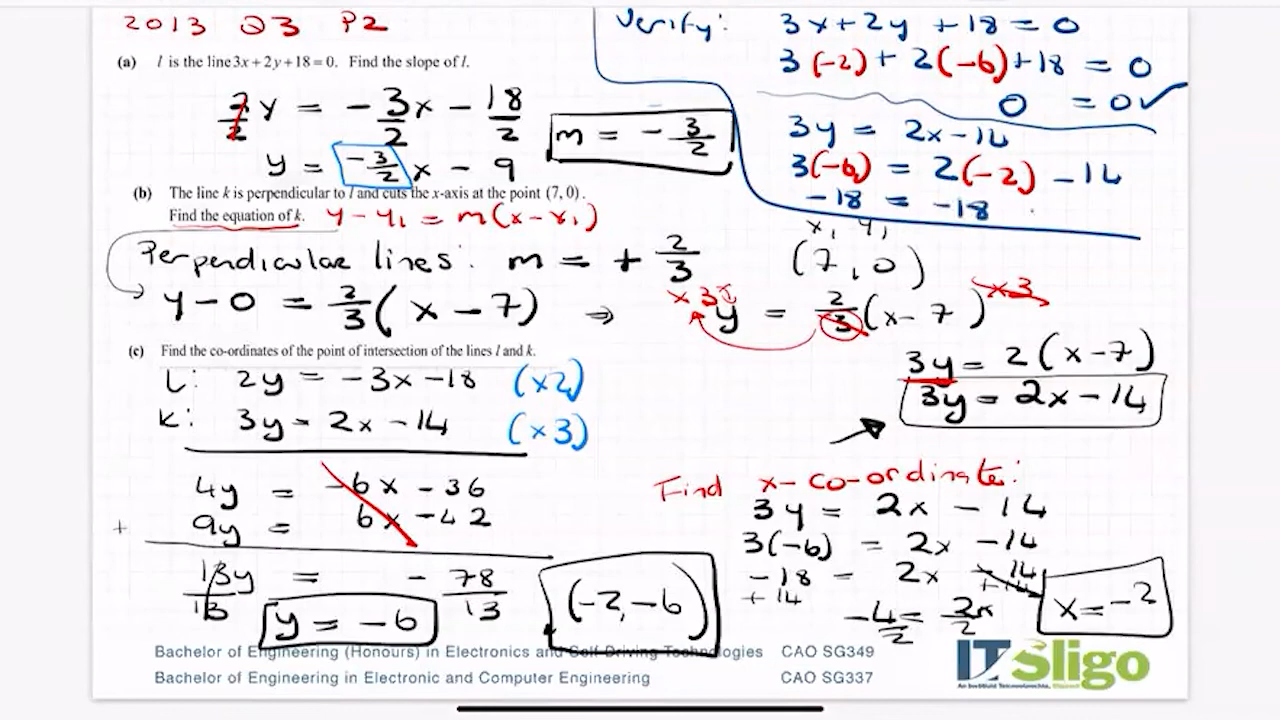 2013 Q3 P2
(a) l is the line 3x + 2y + 18 = 0. Find the slope of l.
2/2 y = -3/2 x - 18/2
y = -3/2 x - 9
m = -3/2
Verify: 3x + 2y + 18 = 0
3(-2) + 2(-6) + 18 = 0
0 = 0 ✓
3y = 2x - 14
3(-6) = 2(-2) - 14
-18 = -18
(b) The line k is perpendicular to l and cuts the x-axis at the point (7, 0).
Find the equation of k. y - y₁ = m(x - x₁)
x₁ y₁
Perpendicular lines: m = + 2/3 (7, 0)
y - 0 = 2/3 (x - 7) ⇒ ×3 y = 2/3 (x - 7) ×3
3y = 2(x - 7)
3y = 2x - 14
(c) Find the co-ordinates of the point of intersection of the lines l and k.
L: 2y = -3x - 18 (×2)
K: 3y = 2x - 14 (×3)
4y = -6x - 36
+ 9y = 6x - 42
13y/13 = -78/13
y = -6
(-2, -6)
Find x-co-ordinate:
3y = 2x - 14
3(-6) = 2x - 14
-18 = 2x - 14
+14 +14
-4/2 = 2x/2
x = -2
Bachelor of Engineering (Honours) in Electronics and Self Driving Technologies CAO SG349
Bachelor of Engineering in Electronic and Computer Engineering CAO SG337
IT Sligo